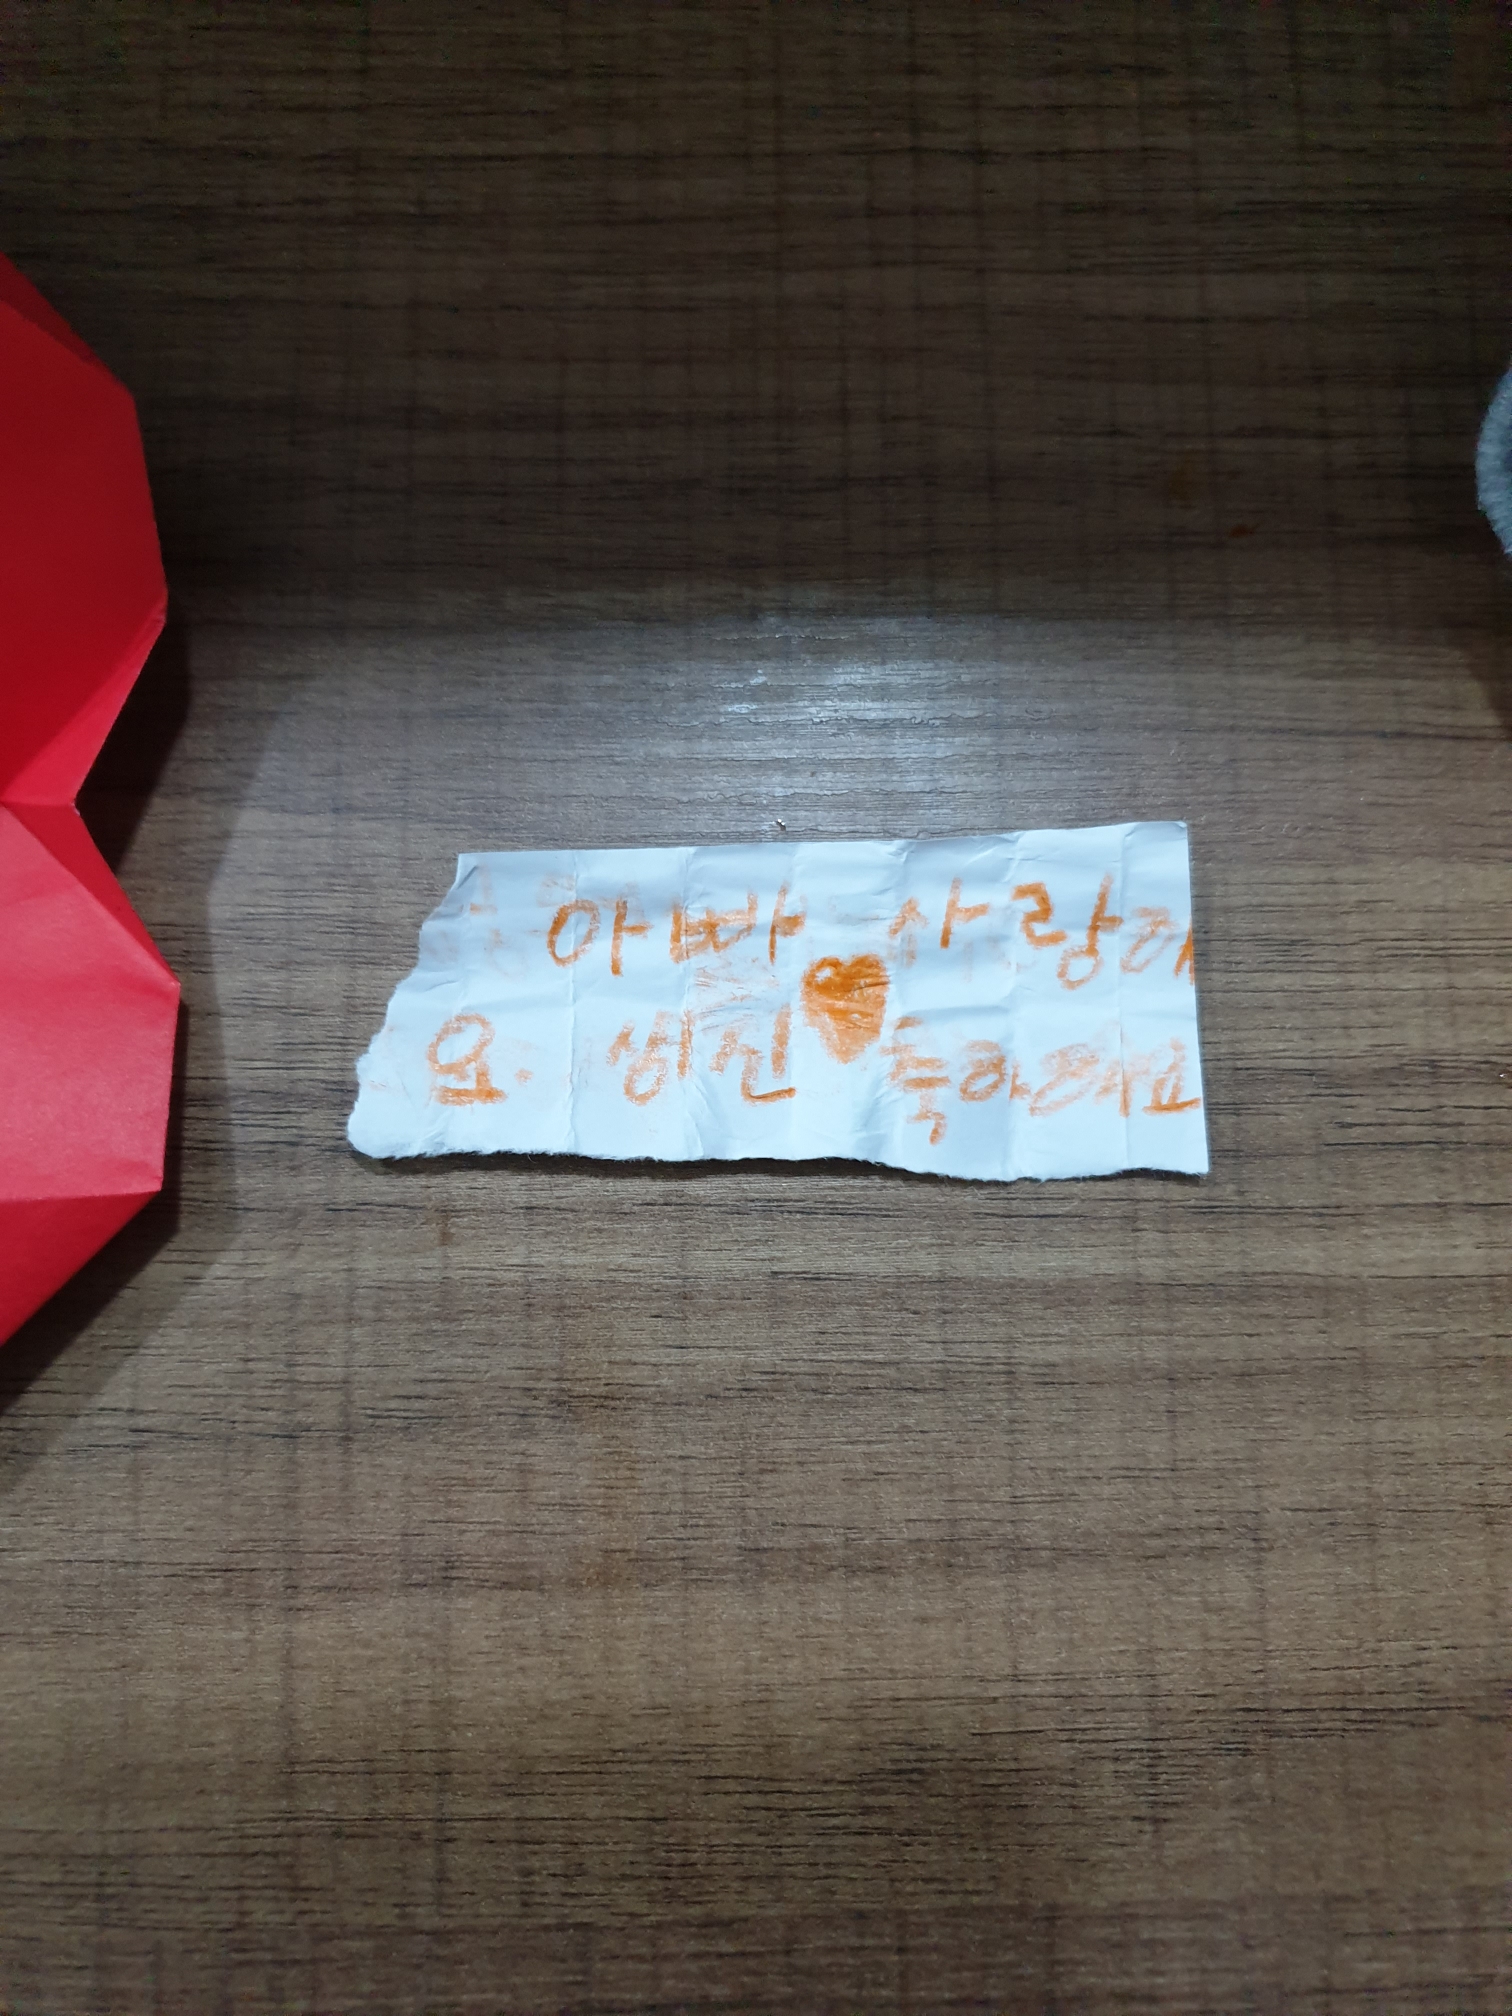 아빠 사랑해
요. 생신 축하해요